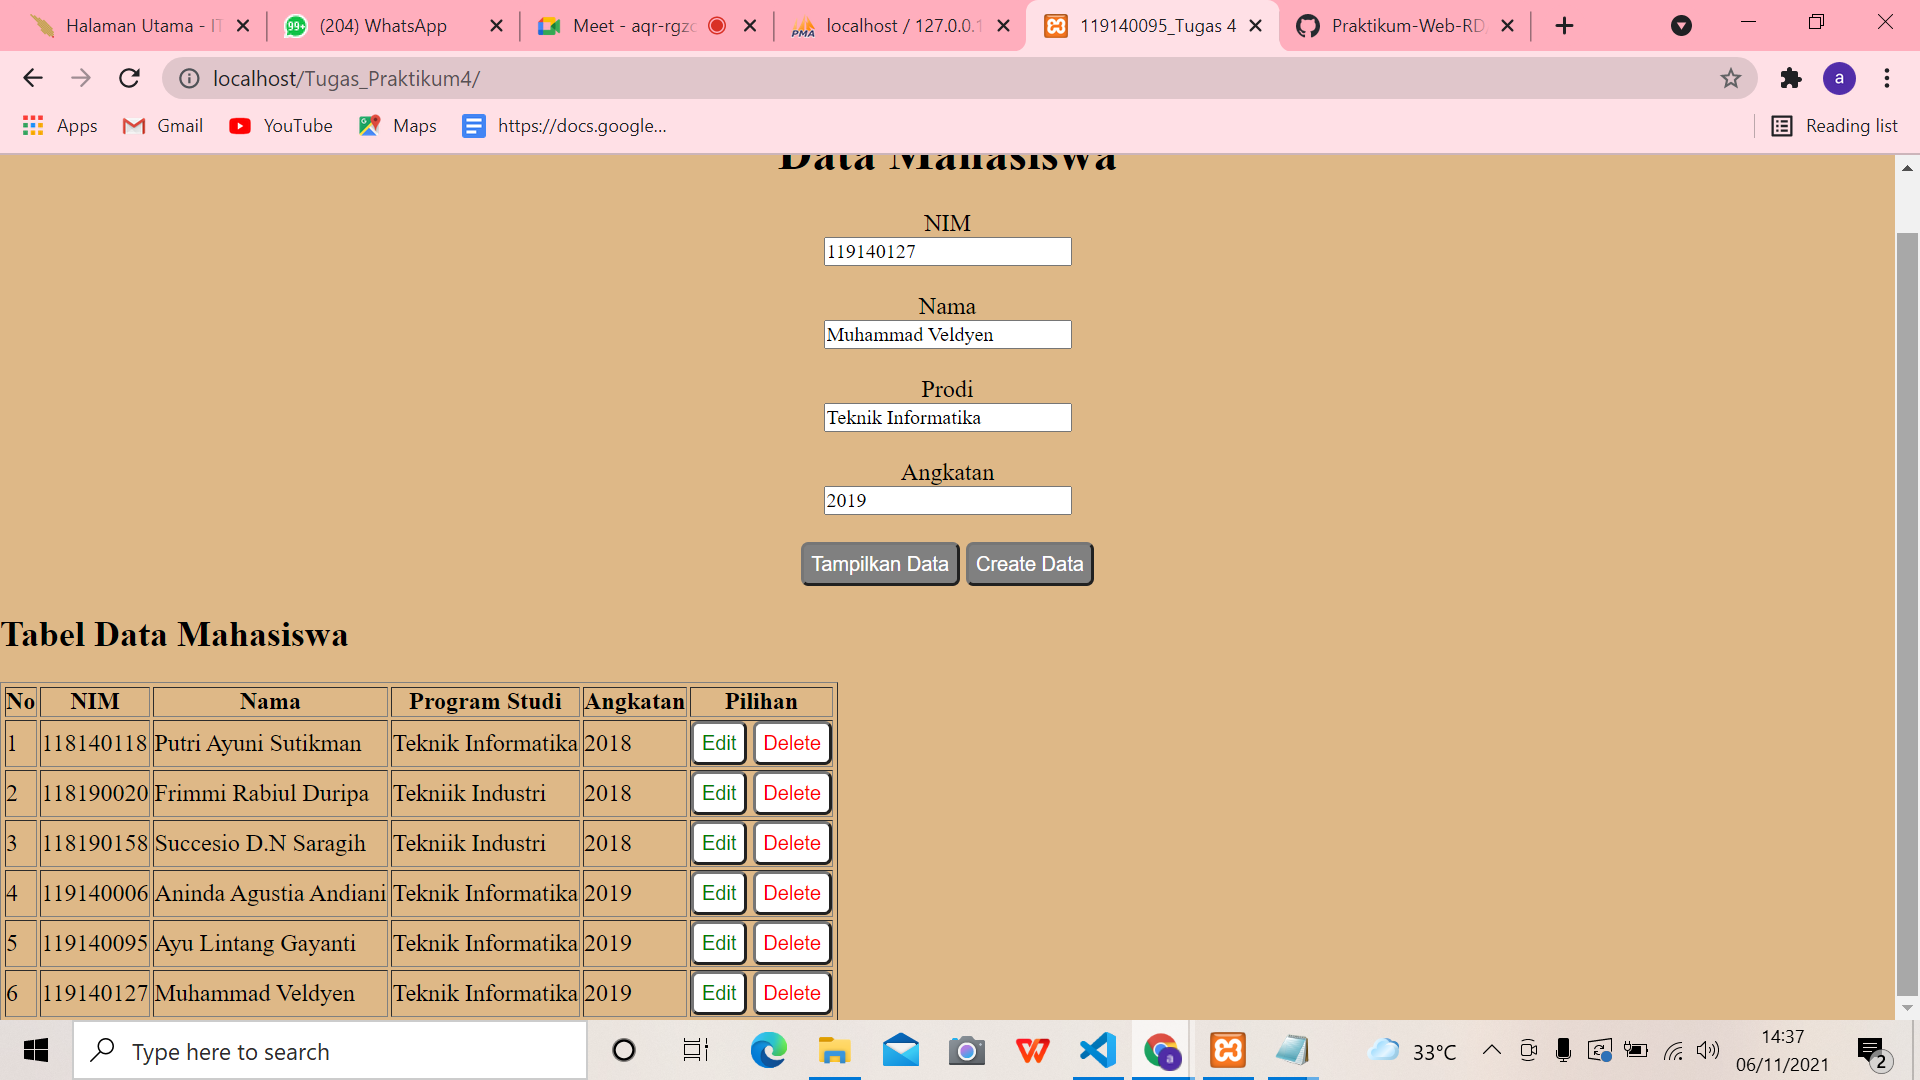 Halaman Utama - IT
(204) WhatsApp
Meet - aqr-rgzc
localhost / 127.0.0.1
119140095_Tugas 4
Praktikum-Web-RD
localhost/Tugas_Praktikum4/
a
Apps
Gmail
YouTube
Maps
https://docs.google...
Reading list
Data Mahasiswa
NIM
119140127
Nama
Muhammad Veldyen
Prodi
Teknik Informatika
Angkatan
2019
Tampilkan Data Create Data
Tabel Data Mahasiswa
No NIM Nama Program Studi Angkatan Pilihan
1 118140118 Putri Ayuni Sutikman Teknik Informatika 2018 Edit Delete
2 118190020 Frimmi Rabiul Duripa Tekniik Industri 2018 Edit Delete
3 118190158 Succesio D.N Saragih Tekniik Industri 2018 Edit Delete
4 119140006 Aninda Agustia Andiani Teknik Informatika 2019 Edit Delete
5 119140095 Ayu Lintang Gayanti Teknik Informatika 2019 Edit Delete
6 119140127 Muhammad Veldyen Teknik Informatika 2019 Edit Delete
Type here to search
33°C
14:37
06/11/2021
2